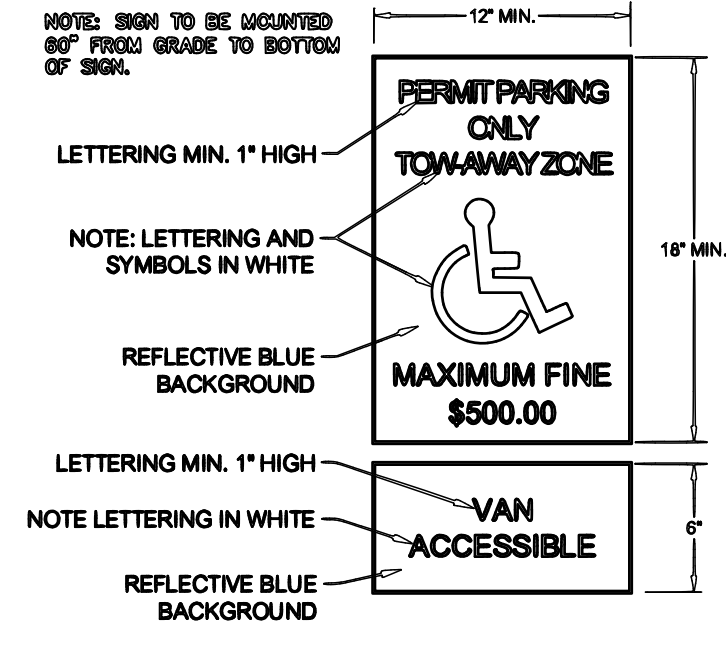 NOTE: SIGN TO BE MOUNTED
60" FROM GRADE TO BOTTOM
OF SIGN.
12" MIN.
PERMIT PARKING
ONLY
TOW-AWAY ZONE
LETTERING MIN. 1" HIGH
NOTE: LETTERING AND
SYMBOLS IN WHITE
18" MIN.
REFLECTIVE BLUE
BACKGROUND
MAXIMUM FINE
$500.00
LETTERING MIN. 1" HIGH
VAN
ACCESSIBLE
NOTE LETTERING IN WHITE
6"
REFLECTIVE BLUE
BACKGROUND